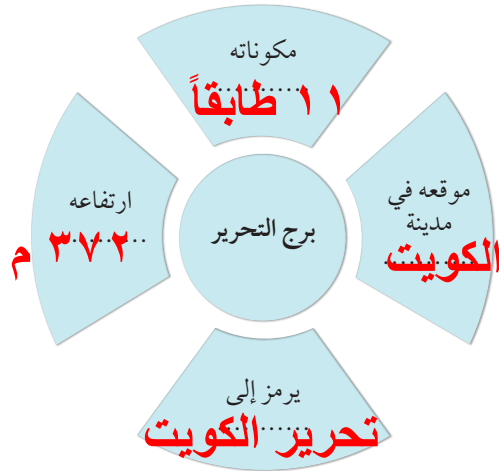 مكوناته
..........
١١ طابقاً
موقعه في
مدينة
..........
الكويت
برج التحرير
ارتفاعه
..........
٣٧٢ م
يرمز إلى
..........
تحرير الكويت